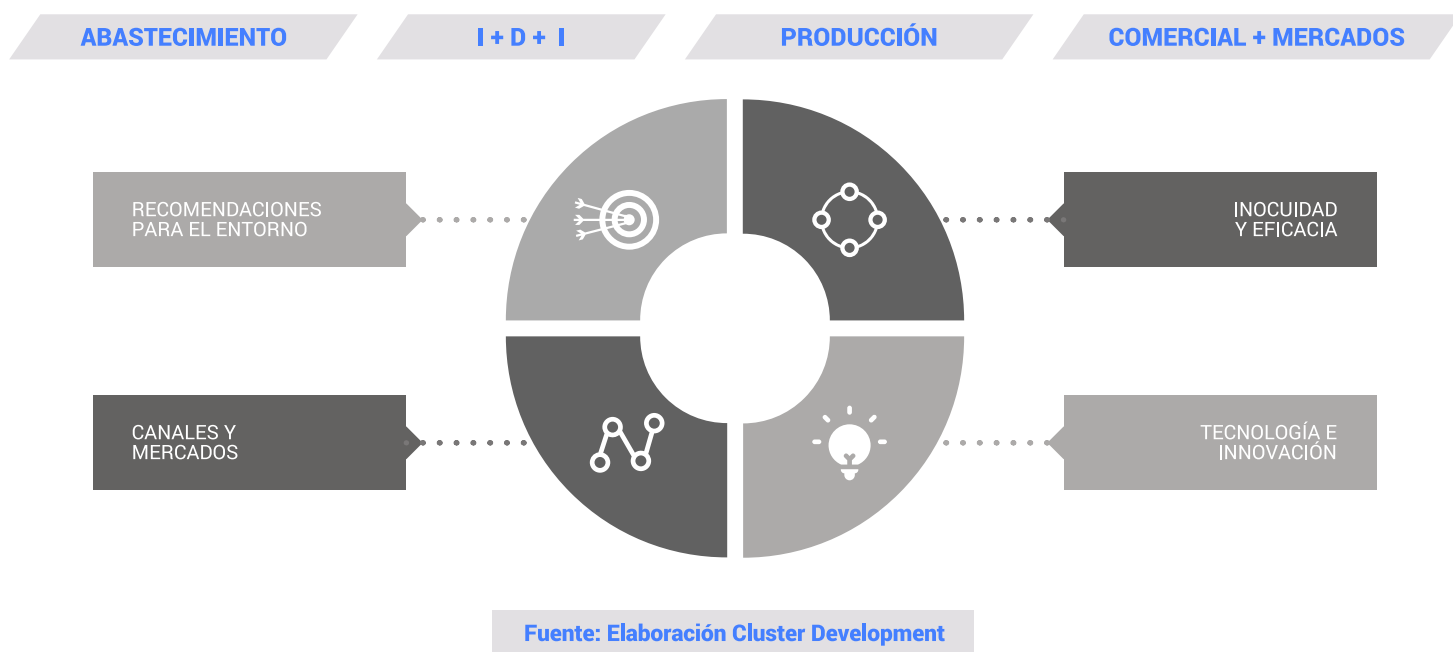 ABASTECIMIENTO
I + D + I
PRODUCCIÓN
COMERCIAL + MERCADOS
RECOMENDACIONES
PARA EL ENTORNO
INOCUIDAD
Y EFICACIA
CANALES Y
MERCADOS
TECNOLOGÍA E
INNOVACIÓN
Fuente: Elaboración Cluster Development